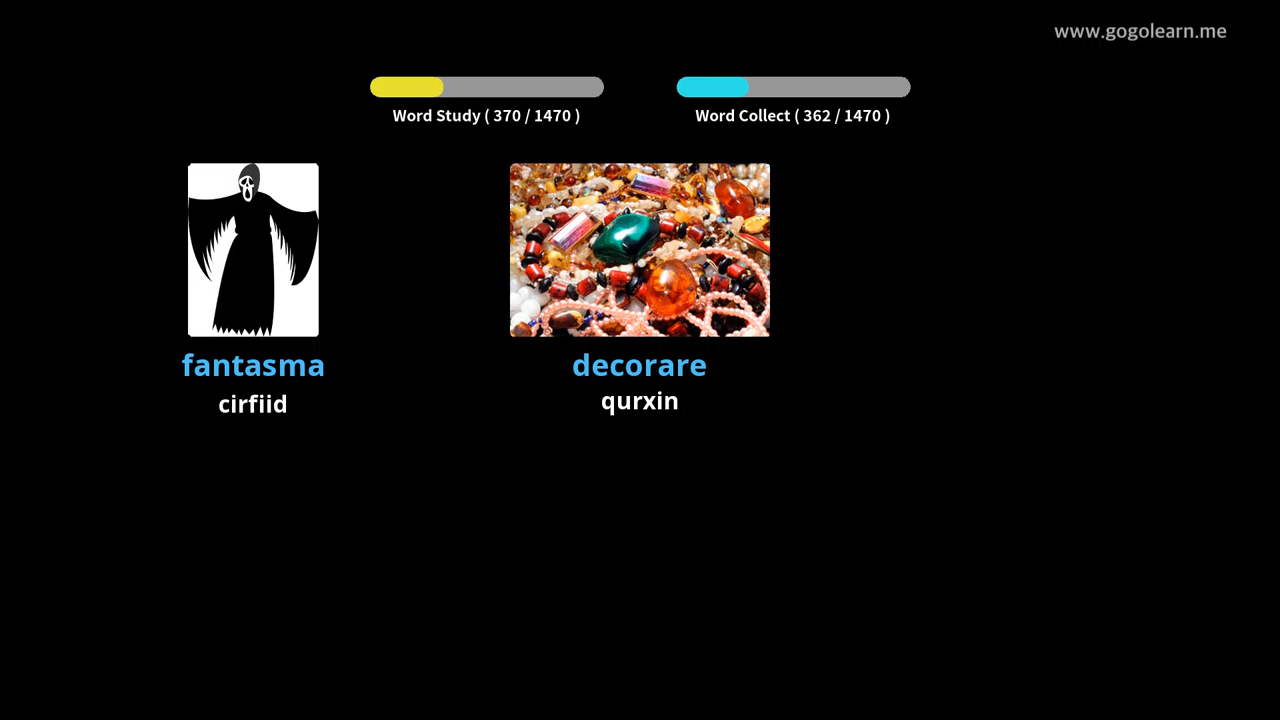 www.gogolearn.me
Word Study ( 370 / 1470 )
Word Collect ( 362 / 1470 )
fantasma
cirfiid
decorare
qurxin